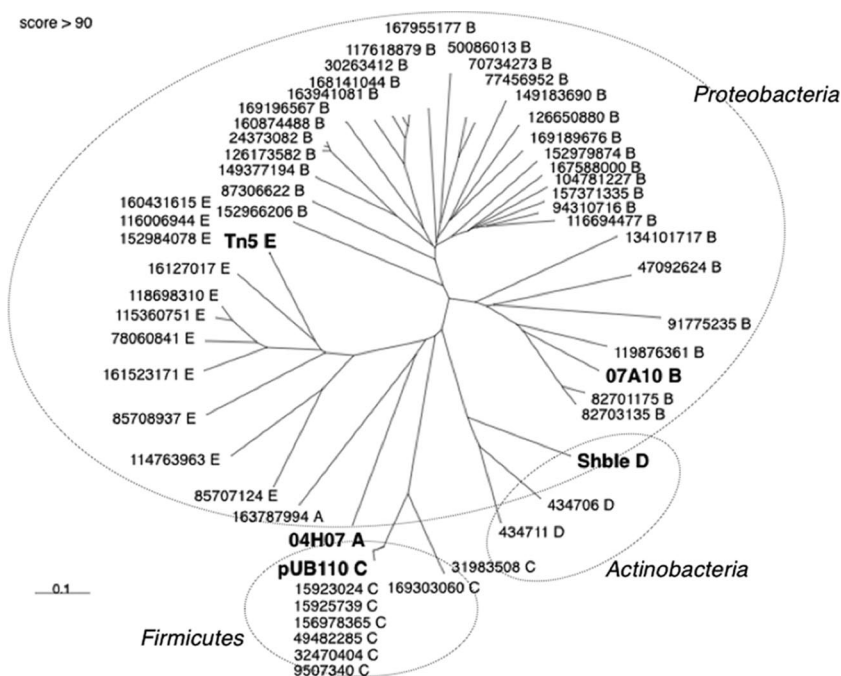 score > 90
167955177 B
117618879 B
50086013 B
30263412 B
70734273 B
168141044 B
77456952 B
163941081 B
149183690 B
Proteobacteria
169196567 B
126650880 B
160874488 B
24373082 B
169189676 B
126173582 B
152979874 B
149377194 B
167588000 B
104781227 B
87306622 B
157371335 B
160431615 E
152966206 B
94310716 B
116006944 E
116694477 B
152984078 E
Tn5 E
134101717 B
16127017 E
47092624 B
118698310 E
115360751 E
91775235 B
78060841 E
119876361 B
161523171 E
07A10 B
82701175 B
85708937 E
82703135 B
114763963 E
Shble D
85707124 E
434706 D
163787994 A
434711 D
04H07 A
pUB110 C
31983508 C
Actinobacteria
15923024 C
169303060 C
0.1
15925739 C
156978365 C
Firmicutes
49482285 C
32470404 C
9507340 C